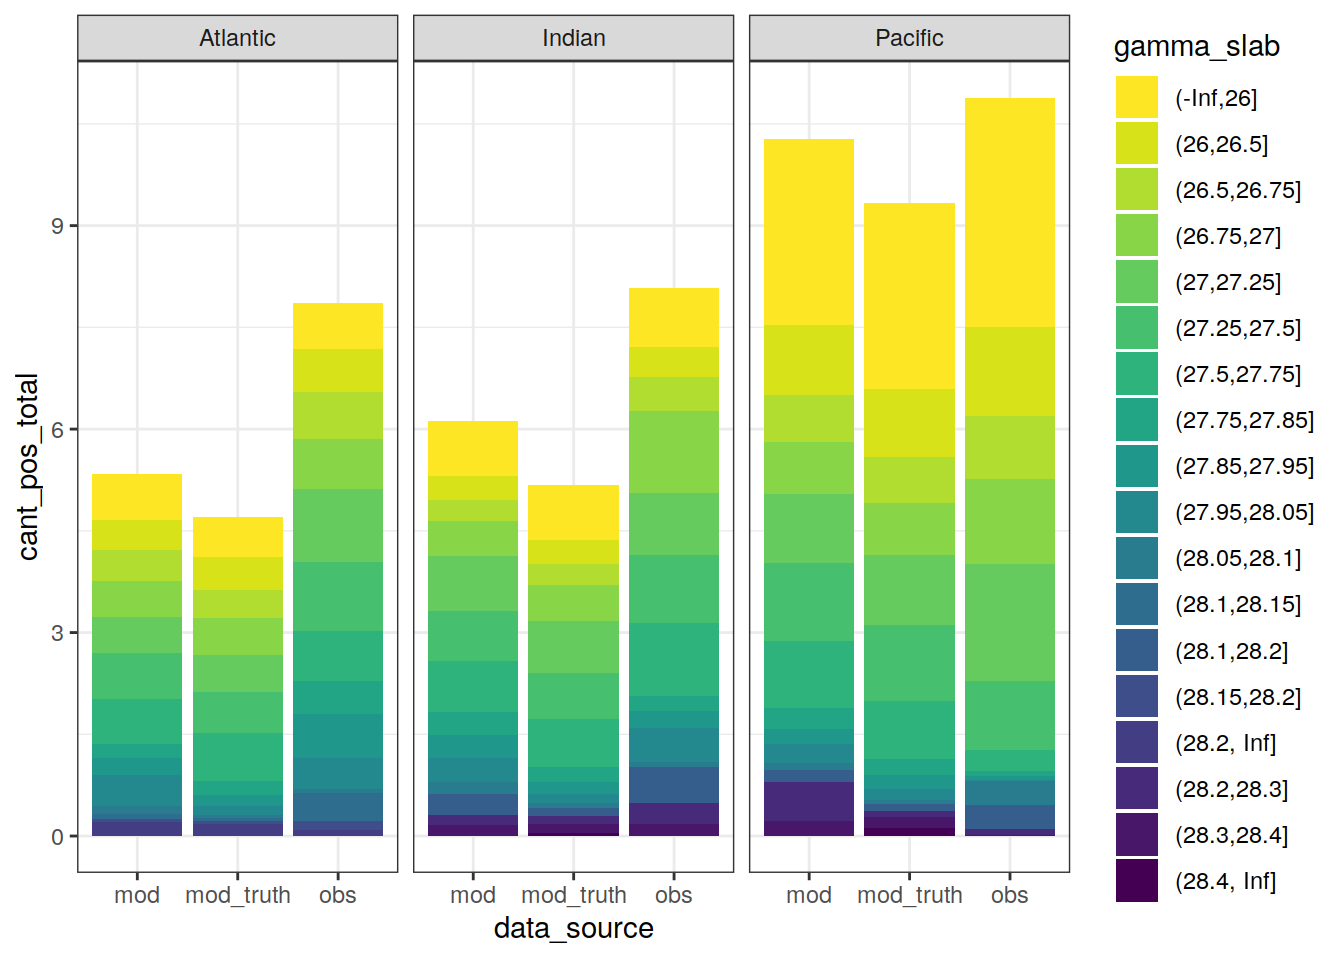 Atlantic
Indian
Pacific
gamma_slab
(-Inf,26]
(26,26.5]
(26.5,26.75]
(26.75,27]
(27,27.25]
(27.25,27.5]
(27.5,27.75]
(27.75,27.85]
(27.85,27.95]
(27.95,28.05]
(28.05,28.1]
(28.1,28.15]
(28.1,28.2]
(28.15,28.2]
(28.2, Inf]
(28.2,28.3]
(28.3,28.4]
(28.4, Inf]
cant_pos_total
9
6
3
0
mod mod_truth obs
mod mod_truth obs
mod mod_truth obs
data_source